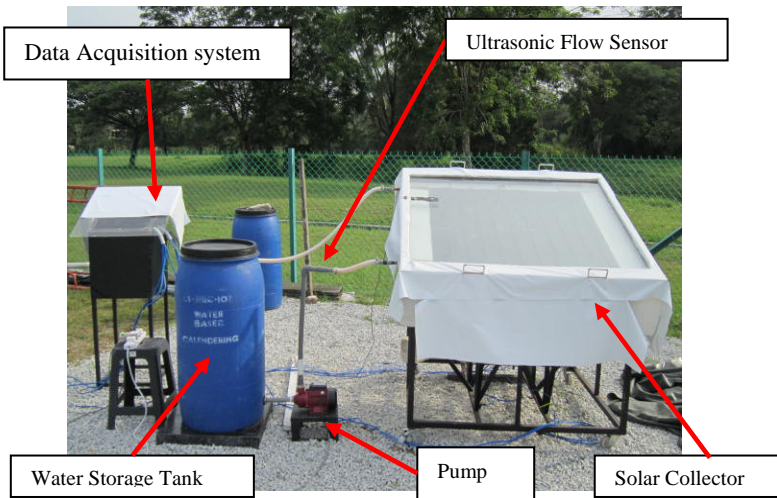 Data Acquisition system
Ultrasonic Flow Sensor
WATER
BASED
CALENDERING
Water Storage Tank
Pump
Solar Collector